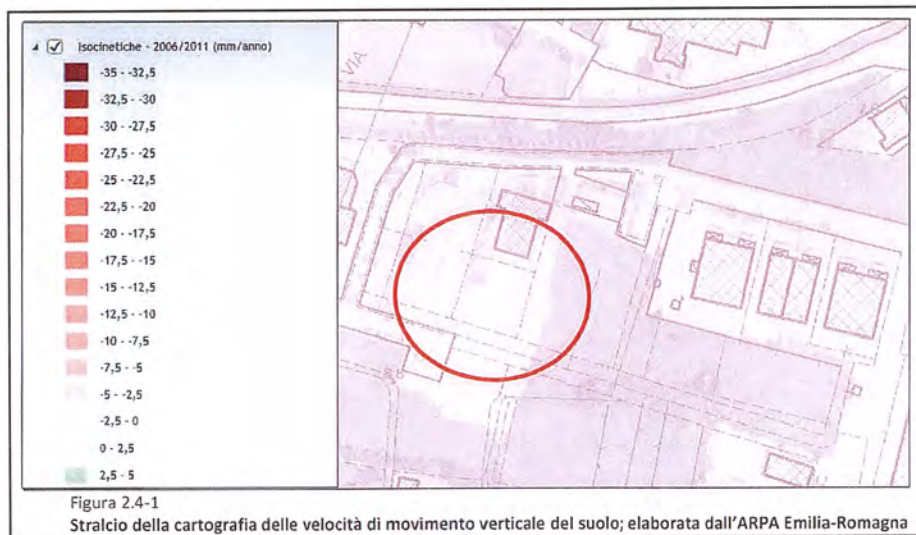 Isocinetiche - 2006/2011 (mm/anno)
-35 - -32,5
-32,5 - -30
-30 - -27,5
-27,5 - -25
-25 - -22,5
-22,5 - -20
-20 - -17,5
-17,5 - -15
-15 - -12,5
-12,5 - -10
-10 - -7,5
-7,5 - -5
-5 - -2,5
-2,5 - 0
0 - 2,5
2,5 - 5
VIA
Figura 2.4-1
Stralcio della cartografia delle velocità di movimento verticale del suolo; elaborata dall'ARPA Emilia-Romagna